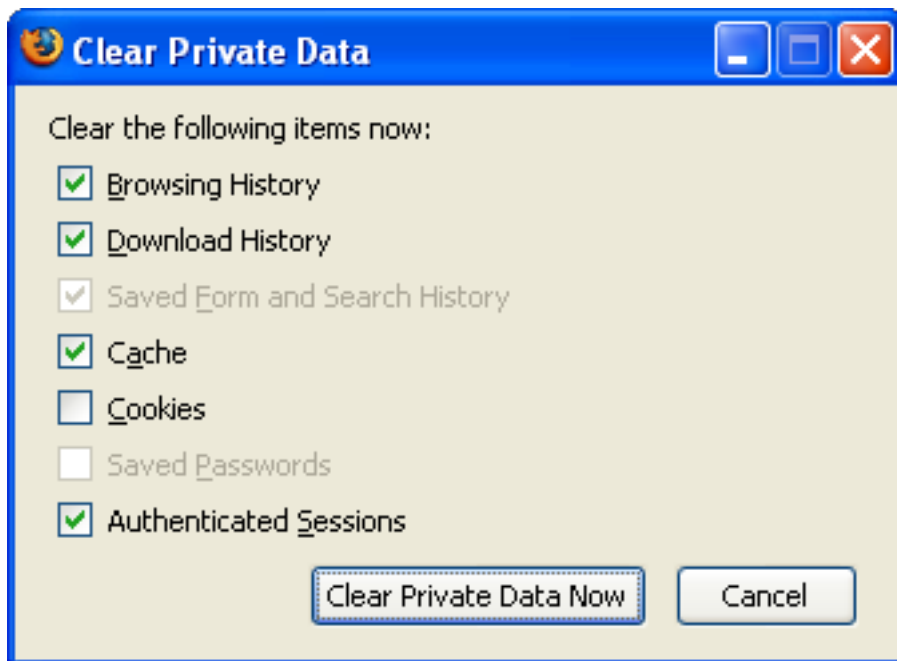 Clear Private Data
Clear the following items now:
Browsing History
Download History
Saved Form and Search History
Cache
Cookies
Saved Passwords
Authenticated Sessions
Clear Private Data Now Cancel